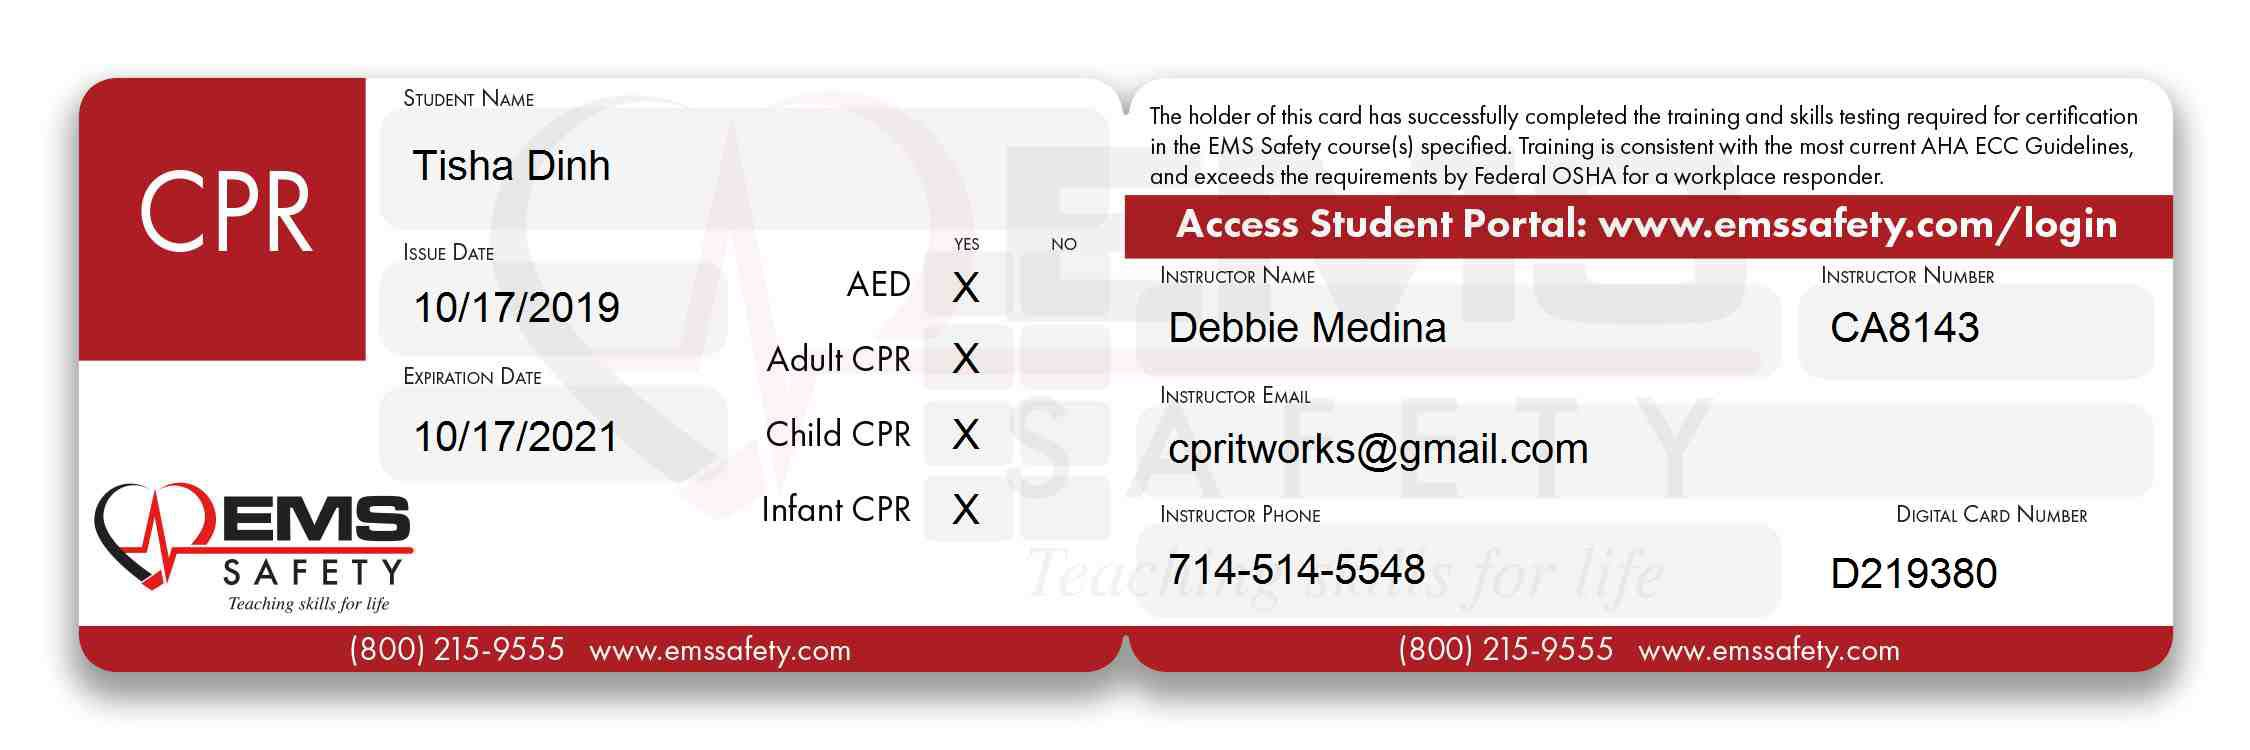 CPR
STUDENT NAME
Tisha Dinh
ISSUE DATE
10/17/2019
EXPIRATION DATE
10/17/2021
YES NO
AED X
Adult CPR X
Child CPR X
Infant CPR X
EMS
SAFETY
Teaching skills for life
(800) 215-9555 www.emssafety.com
The holder of this card has successfully completed the training and skills testing required for certification
in the EMS Safety course(s) specified. Training is consistent with the most current AHA ECC Guidelines,
and exceeds the requirements by Federal OSHA for a workplace responder.
Access Student Portal: www.emssafety.com/login
INSTRUCTOR NAME INSTRUCTOR NUMBER
Debbie Medina CA8143
INSTRUCTOR EMAIL
cpritworks@gmail.com
INSTRUCTOR PHONE DIGITAL CARD NUMBER
714-514-5548 D219380
EMS
SAFETY
Teaching skills for life
(800) 215-9555 www.emssafety.com